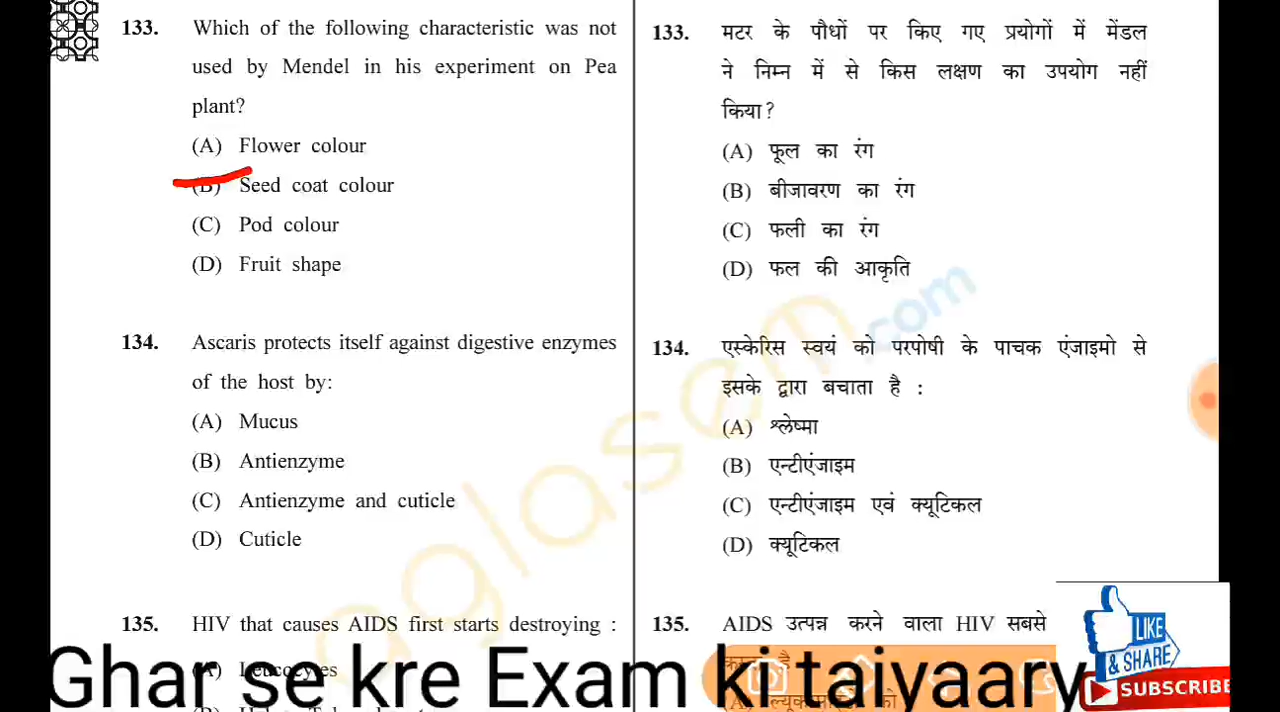 133. Which of the following characteristic was not
used by Mendel in his experiment on Pea
plant?
(A) Flower colour
(B) Seed coat colour
(C) Pod colour
(D) Fruit shape
134. Ascaris protects itself against digestive enzymes
of the host by:
(A) Mucus
(B) Antienzyme
(C) Antienzyme and cuticle
(D) Cuticle
135. HIV that causes AIDS first starts destroying :
(A) Leucocytes
133. मटर के पौधों पर किए गए प्रयोगों में मेंडल
ने निम्न में से किस लक्षण का उपयोग नहीं
किया?
(A) फूल का रंग
(B) बीजावरण का रंग
(C) फली का रंग
(D) फल की आकृति
134. एस्केरिस स्वयं को परपोषी के पाचक एंजाइमो से
इसके द्वारा बचाता है :
(A) श्लेष्मा
(B) एन्टीएंजाइम
(C) एन्टीएंजाइम एवं क्यूटिकल
(D) क्यूटिकल
135. AIDS उत्पन्न करने वाला HIV सबसे
aglasem.com
Ghar se kre Exam ki taiyaary
LIKE
& SHARE
SUBSCRIBE